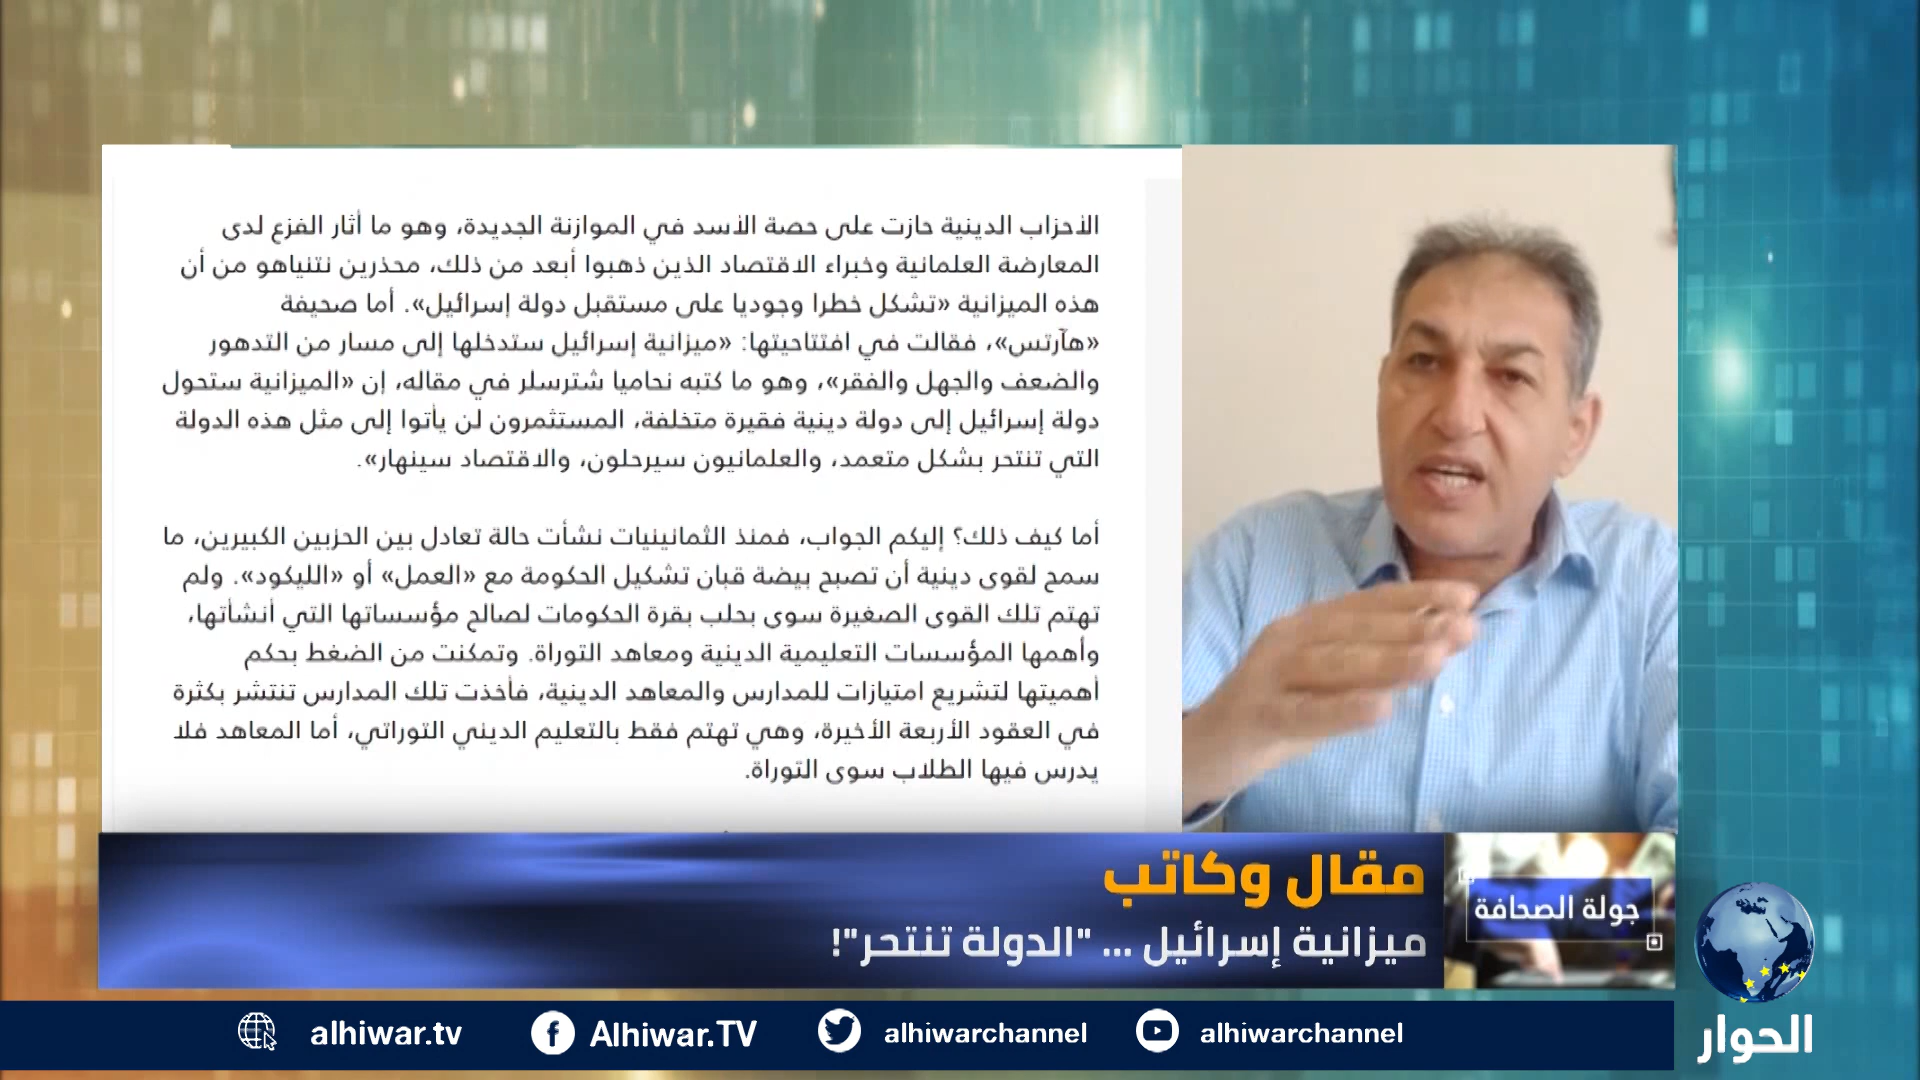 الأحزاب الدينية حازت على حصة الأسد في الموازنة الجديدة، وهو ما أثار الفزع لدى
المعارضة العلمانية وخبراء الاقتصاد الذين ذهبوا أبعد من ذلك، محذرين نتنياهو من أن
هذه الميزانية «تشكل خطرا وجوديا على مستقبل دولة إسرائيل». أما صحيفة
«هآرتس»، فقالت في افتتاحيتها: «ميزانية إسرائيل ستدخلها إلى مسار من التدهور
والضعف والجهل والفقر»، وهو ما كتبه نحاميا شترسلر في مقاله، إن «الميزانية ستحول
دولة إسرائيل إلى دولة دينية فقيرة متخلفة، المستثمرون لن يأتوا إلى مثل هذه الدولة
التي تنتحر بشكل متعمد، والعلمانيون سيرحلون، والاقتصاد سينهار».
أما كيف ذلك؟ إليكم الجواب، فمنذ الثمانينيات نشأت حالة تعادل بين الحزبين الكبيرين، ما
سمح لقوى دينية أن تصبح بيضة قبان تشكيل الحكومة مع «العمل» أو «الليكود». ولم
تهتم تلك القوى الصغيرة سوى بحلب بقرة الحكومات لصالح مؤسساتها التي أنشأتها،
وأهمها المؤسسات التعليمية الدينية ومعاهد التوراة. وتمكنت من الضغط بحكم
أهميتها لتشريع امتيازات للمدارس والمعاهد الدينية، فأخذت تلك المدارس تنتشر بكثرة
في العقود الأربعة الأخيرة، وهي تهتم فقط بالتعليم الديني التوراتي، أما المعاهد فلا
يدرس فيها الطلاب سوى التوراة.
مقال وكاتب
ميزانية إسرائيل ... "الدولة تنتحر"!
جولة الصحافة
الحوار
alhiwar.tv
Alhiwar.TV
alhiwarchannel
alhiwarchannel